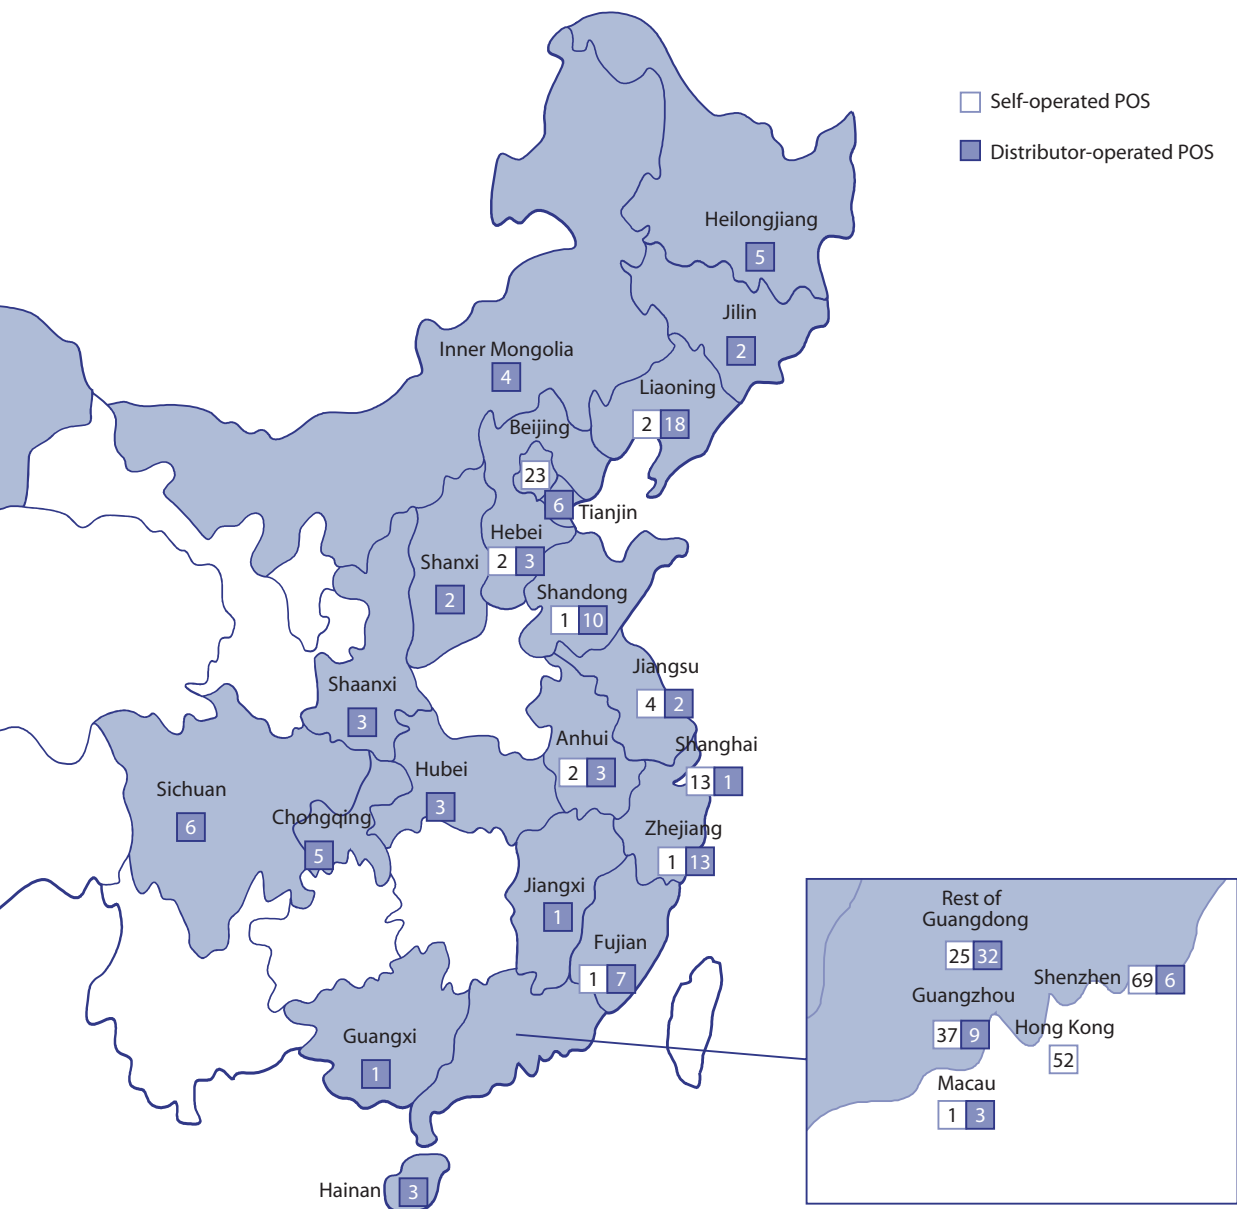 Self-operated POS
Distributor-operated POS
Heilongjiang
5
Jilin
2
Inner Mongolia
4
Liaoning
2 18
Beijing
23
6
Tianjin
Hebei
2 3
Shanxi
2
Shandong
1 10
Jiangsu
4 2
Shaanxi
3
Anhui
2 3
Shanghai
13 1
Hubei
3
Sichuan
6
Chongqing
5
Zhejiang
1 13
Jiangxi
1
Fujian
1 7
Guangxi
1
Hainan 3
Rest of
Guangdong
25 32
Shenzhen 69 6
Guangzhou
37 9
Hong Kong
52
Macau
1 3